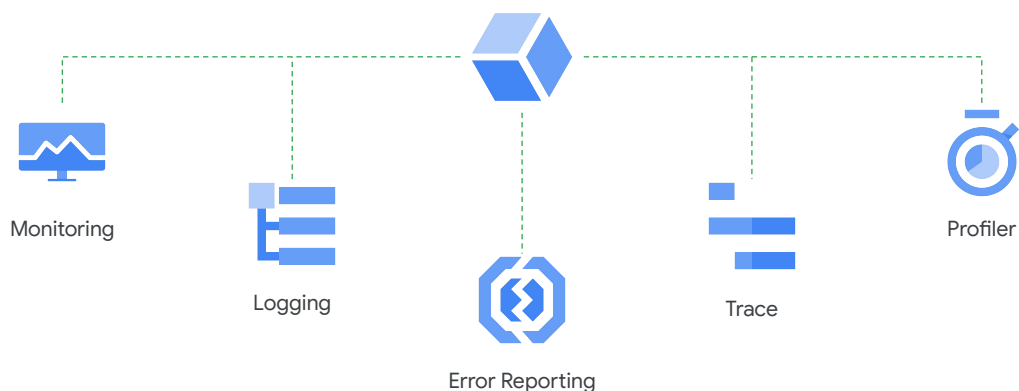 Monitoring
Logging
Error Reporting
Trace
Profiler